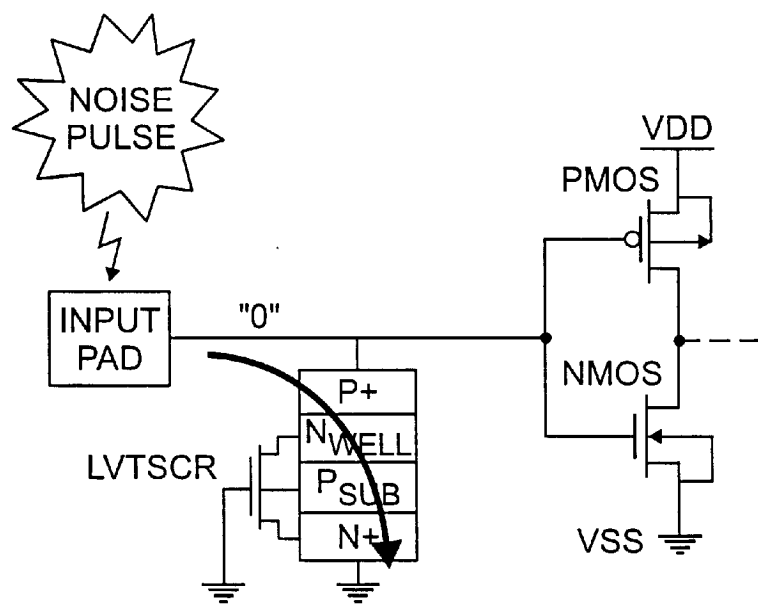 NOISE
PULSE
VDD
PMOS
INPUT
PAD
"0"
P+
NMOS
NWELL
LVTSCR
PSUB
N+
VSS